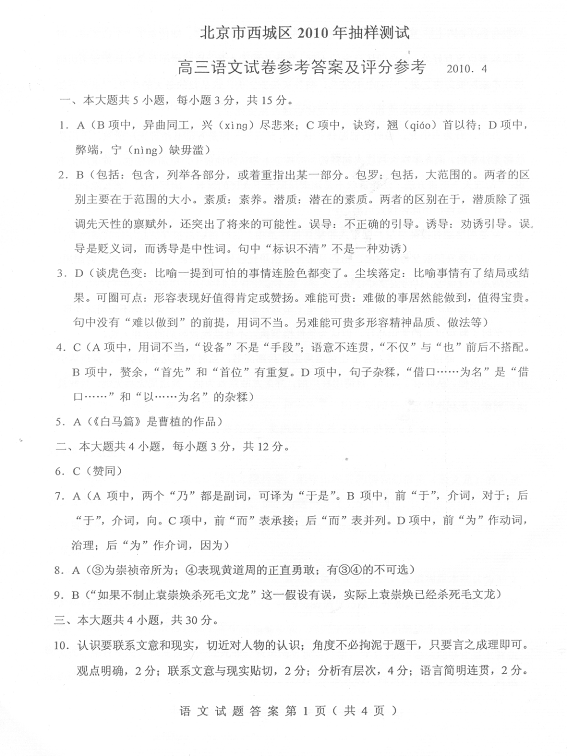 北京市西城区 2010 年抽样测试
高三语文试卷参考答案及评分参考 2010．4
一、本大题共 5 小题，每小题 3 分，共 15 分。
1．A（B 项中，异曲同工，兴（xìng）尽悲来；C 项中，诀窍，翘（qiáo）首以待；D 项中，
弊端，宁（nìng）缺毋滥）
2．B（包括：包含，列举各部分，或着重指出某一部分。包罗：包括，大范围的。两者的区
别主要在于范围的大小。素质：素养。潜质：潜在的素质。两者的区别在于，潜质除了强
调先天性的禀赋外，还突出了将来的可能性。误导：不正确的引导。诱导：劝诱引导。误
导是贬义词，而诱导是中性词。句中“标识不清”不是一种劝诱）
3．D（谈虎色变：比喻一提到可怕的事情连脸色都变了。尘埃落定：比喻事情有了结局或结
果。可圈可点：形容表现好值得肯定或赞扬。难能可贵：难做的事居然能做到，值得宝贵。
句中没有“难以做到”的前提，用词不当。另难能可贵多形容精神品质、做法等）
4．C（A 项中，用词不当，“设备”不是“手段”；语意不连贯，“不仅”与“也”前后不搭配。
B 项中，赘余，“首先”和“首位”有重复。D 项中，句子杂糅，“借口……为名”是“借
口……”和“以……为名”的杂糅）
5．A（《白马篇》是曹植的作品）
二、本大题共 4 小题，每小题 3 分，共 12 分。
6．C（赞同）
7．A（A 项中，两个“乃”都是副词，可译为“于是”。B 项中，前“于”，介词，对于；后
“于”，介词，向。C 项中，前“而”表承接；后“而”表并列。D 项中，前“为”作动词，
治理；后“为”作介词，因为）
8．A（③为崇祯帝所为；④表现黄道周的正直勇敢；有③④的不可选）
9．B（“如果不制止袁崇焕杀死毛文龙”这一假设有误，实际上袁崇焕已经杀死毛文龙）
三、本大题共 4 小题，共 30 分。
10．认识要联系文意和现实，切近对人物的认识；角度不必拘泥于题干，只要言之成理即可。
观点明确，2 分；联系文意与现实贴切，2 分；分析有层次，4 分；语言简明连贯，2 分。
语 文 试 题 答 案 第 1 页（ 共 4 页 ）